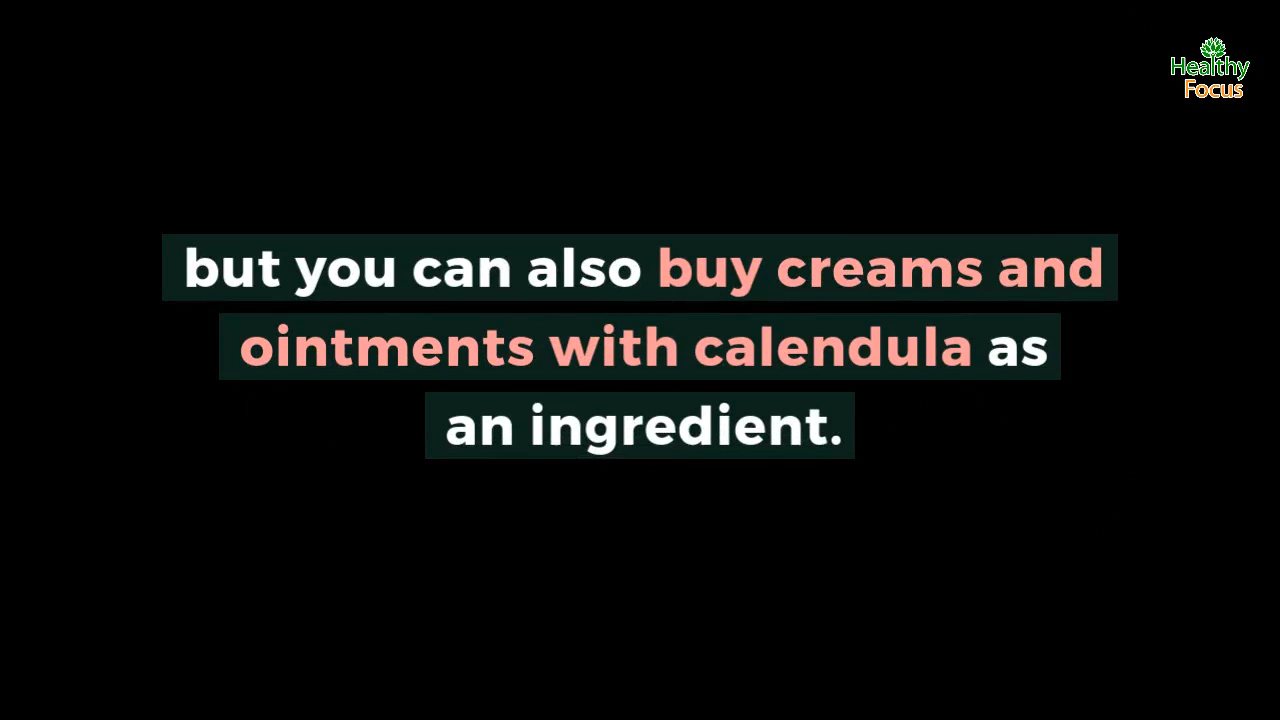 Healthy
Focus
but you can also buy creams and
ointments with calendula as
an ingredient.